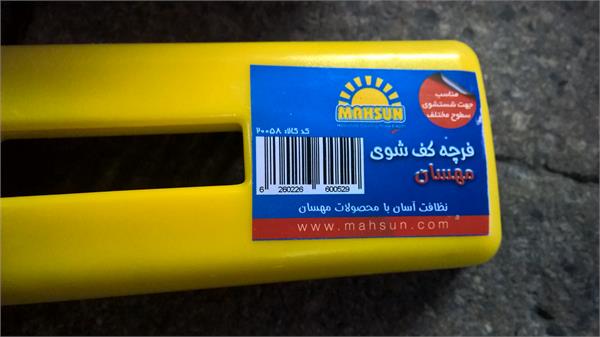 MAHSUN
مناسب
جهت شستشوی
سطوح مختلف
کد کالا: ۲۰۰۵۸
فرچه کف شوی
مهسان
6 260226 600529
نظافت آسان با محصولات مهسان
www.mahsun.com